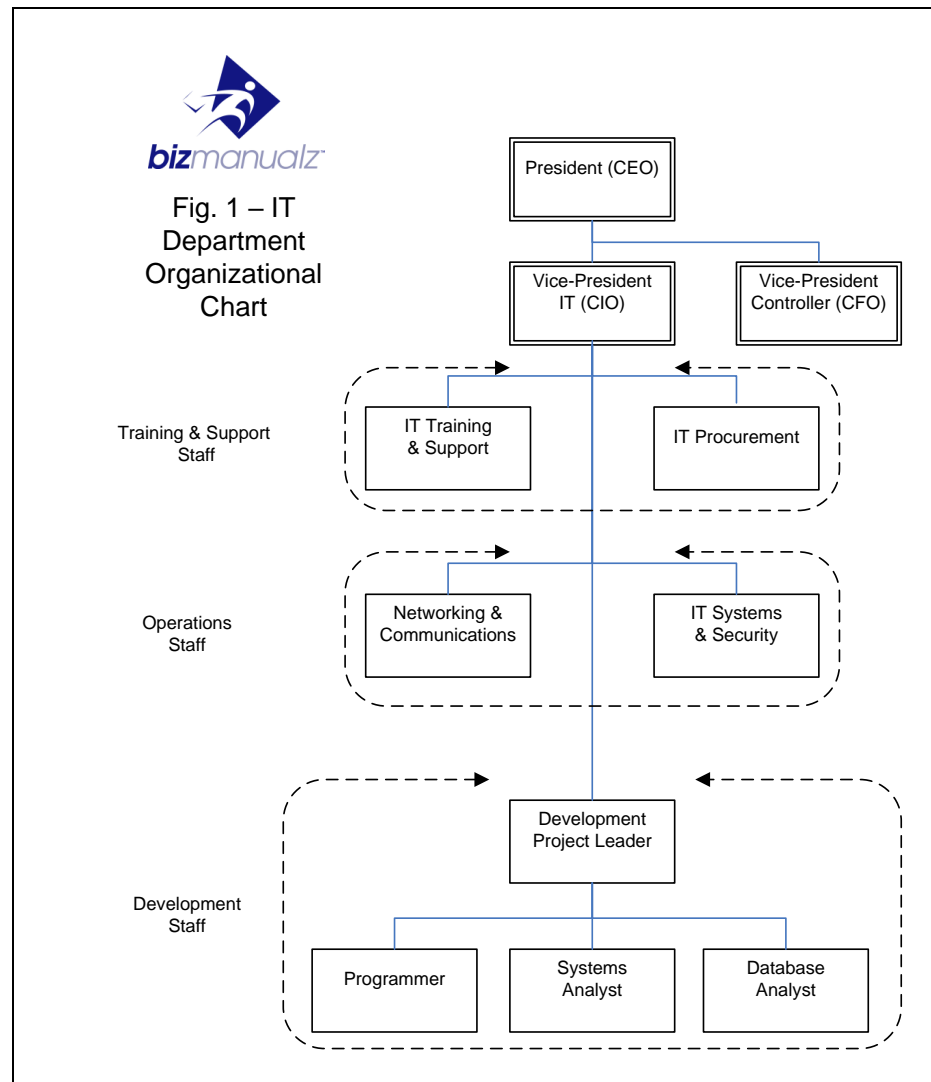 bizmanualz™
Fig. 1 – IT
Department
Organizational
Chart
President (CEO)
Vice-President
IT (CIO)
Vice-President
Controller (CFO)
Training & Support
Staff
IT Training
& Support
IT Procurement
Operations
Staff
Networking &
Communications
IT Systems
& Security
Development
Staff
Development
Project Leader
Programmer
Systems
Analyst
Database
Analyst